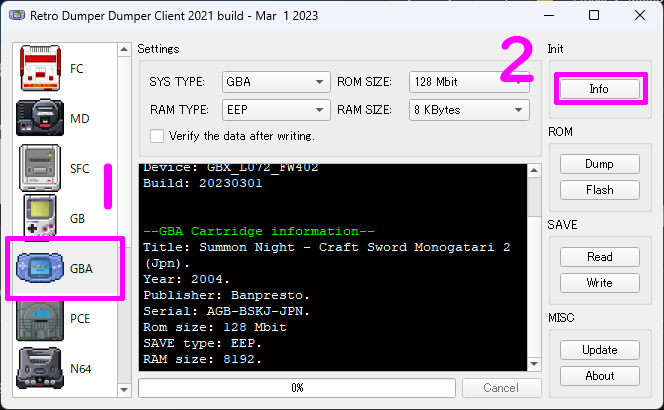 Retro Dumper Dumper Client 2021 build - Mar 1 2023
FC
MD
SFC
1
GB
GBA
PCE
N64
Settings
SYS TYPE: GBA ROM SIZE: 128 Mbit
RAM TYPE: EEP RAM SIZE: 8 KBytes
Verify the data after writing.
2
Device: GBX_L072_FW402
Build: 20230301
--GBA Cartridge information--
Title: Summon Night - Craft Sword Monogatari 2
(Jpn).
Year: 2004.
Publisher: Banpresto.
Serial: AGB-BSKJ-JPN.
Rom size: 128 Mbit
SAVE type: EEP.
RAM size: 8192.
0%
Cancel
Init
Info
ROM
Dump
Flash
SAVE
Read
Write
MISC
Update
About